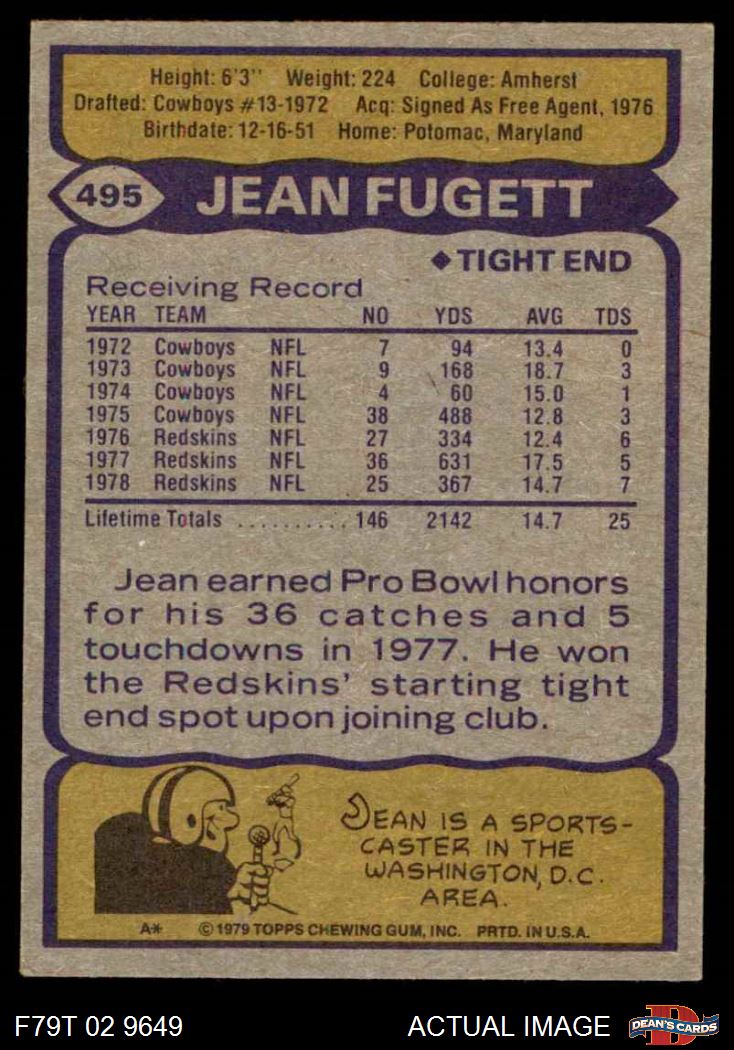 Height: 6'3'' Weight: 224 College: Amherst
Drafted: Cowboys #13-1972 Acq: Signed As Free Agent, 1976
Birthdate: 12-16-51 Home: Potomac, Maryland
495 JEAN FUGETT
◆TIGHT END
Receiving Record
YEAR TEAM NO YDS AVG TDS
1972 Cowboys NFL 7 94 13.4 0
1973 Cowboys NFL 9 168 18.7 3
1974 Cowboys NFL 4 60 15.0 1
1975 Cowboys NFL 38 488 12.8 3
1976 Redskins NFL 27 334 12.4 6
1977 Redskins NFL 36 631 17.5 5
1978 Redskins NFL 25 367 14.7 7
Lifetime Totals .......... 146 2142 14.7 25
Jean earned Pro Bowl honors
for his 36 catches and 5
touchdowns in 1977. He won
the Redskins' starting tight
end spot upon joining club.
JEAN IS A SPORTS-
CASTER IN THE
WASHINGTON, D.C.
AREA.
A* © 1979 TOPPS CHEWING GUM, INC. PRTD. IN U.S.A.
F79T 02 9649 ACTUAL IMAGE DEAN'S CARDS